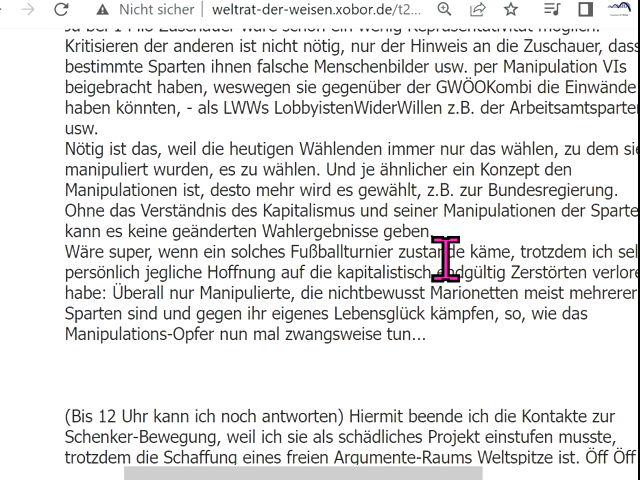 Nicht sicher | weltrat-der-weisen.xobor.de/t2...
Kritisieren der anderen ist nicht nötig, nur der Hinweis an die Zuschauer, dass
bestimmte Sparten ihnen falsche Menschenbilder usw. per Manipulation VIs
beigebracht haben, weswegen sie gegenüber der GWÖOKombi die Einwände
haben könnten, - als LWWs LobbyistenWiderWillen z.B. der Arbeitsamtsparten
usw.
Nötig ist das, weil die heutigen Wählenden immer nur das wählen, zu dem sie
manipuliert wurden, es zu wählen. Und je ähnlicher ein Konzept den
Manipulationen ist, desto mehr wird es gewählt, z.B. zur Bundesregierung.
Ohne das Verständnis des Kapitalismus und seiner Manipulationen der Sparte
kann es keine geänderten Wahlergebnisse geben.
Wäre super, wenn ein solches Fußballturnier zustande käme, trotzdem ich sel
persönlich jegliche Hoffnung auf die kapitalistisch endgültig Zerstörten verlore
habe: Überall nur Manipulierte, die nichtbewusst Marionetten meist mehrerer
Sparten sind und gegen ihr eigenes Lebensglück kämpfen, so, wie das
Manipulations-Opfer nun mal zwangsweise tun...
(Bis 12 Uhr kann ich noch antworten) Hiermit beende ich die Kontakte zur
Schenker-Bewegung, weil ich sie als schädliches Projekt einstufen musste,
trotzdem die Schaffung eines freien Argumente-Raums Weltspitze ist. Öff Öff